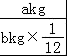 akg
bkg × 1/12